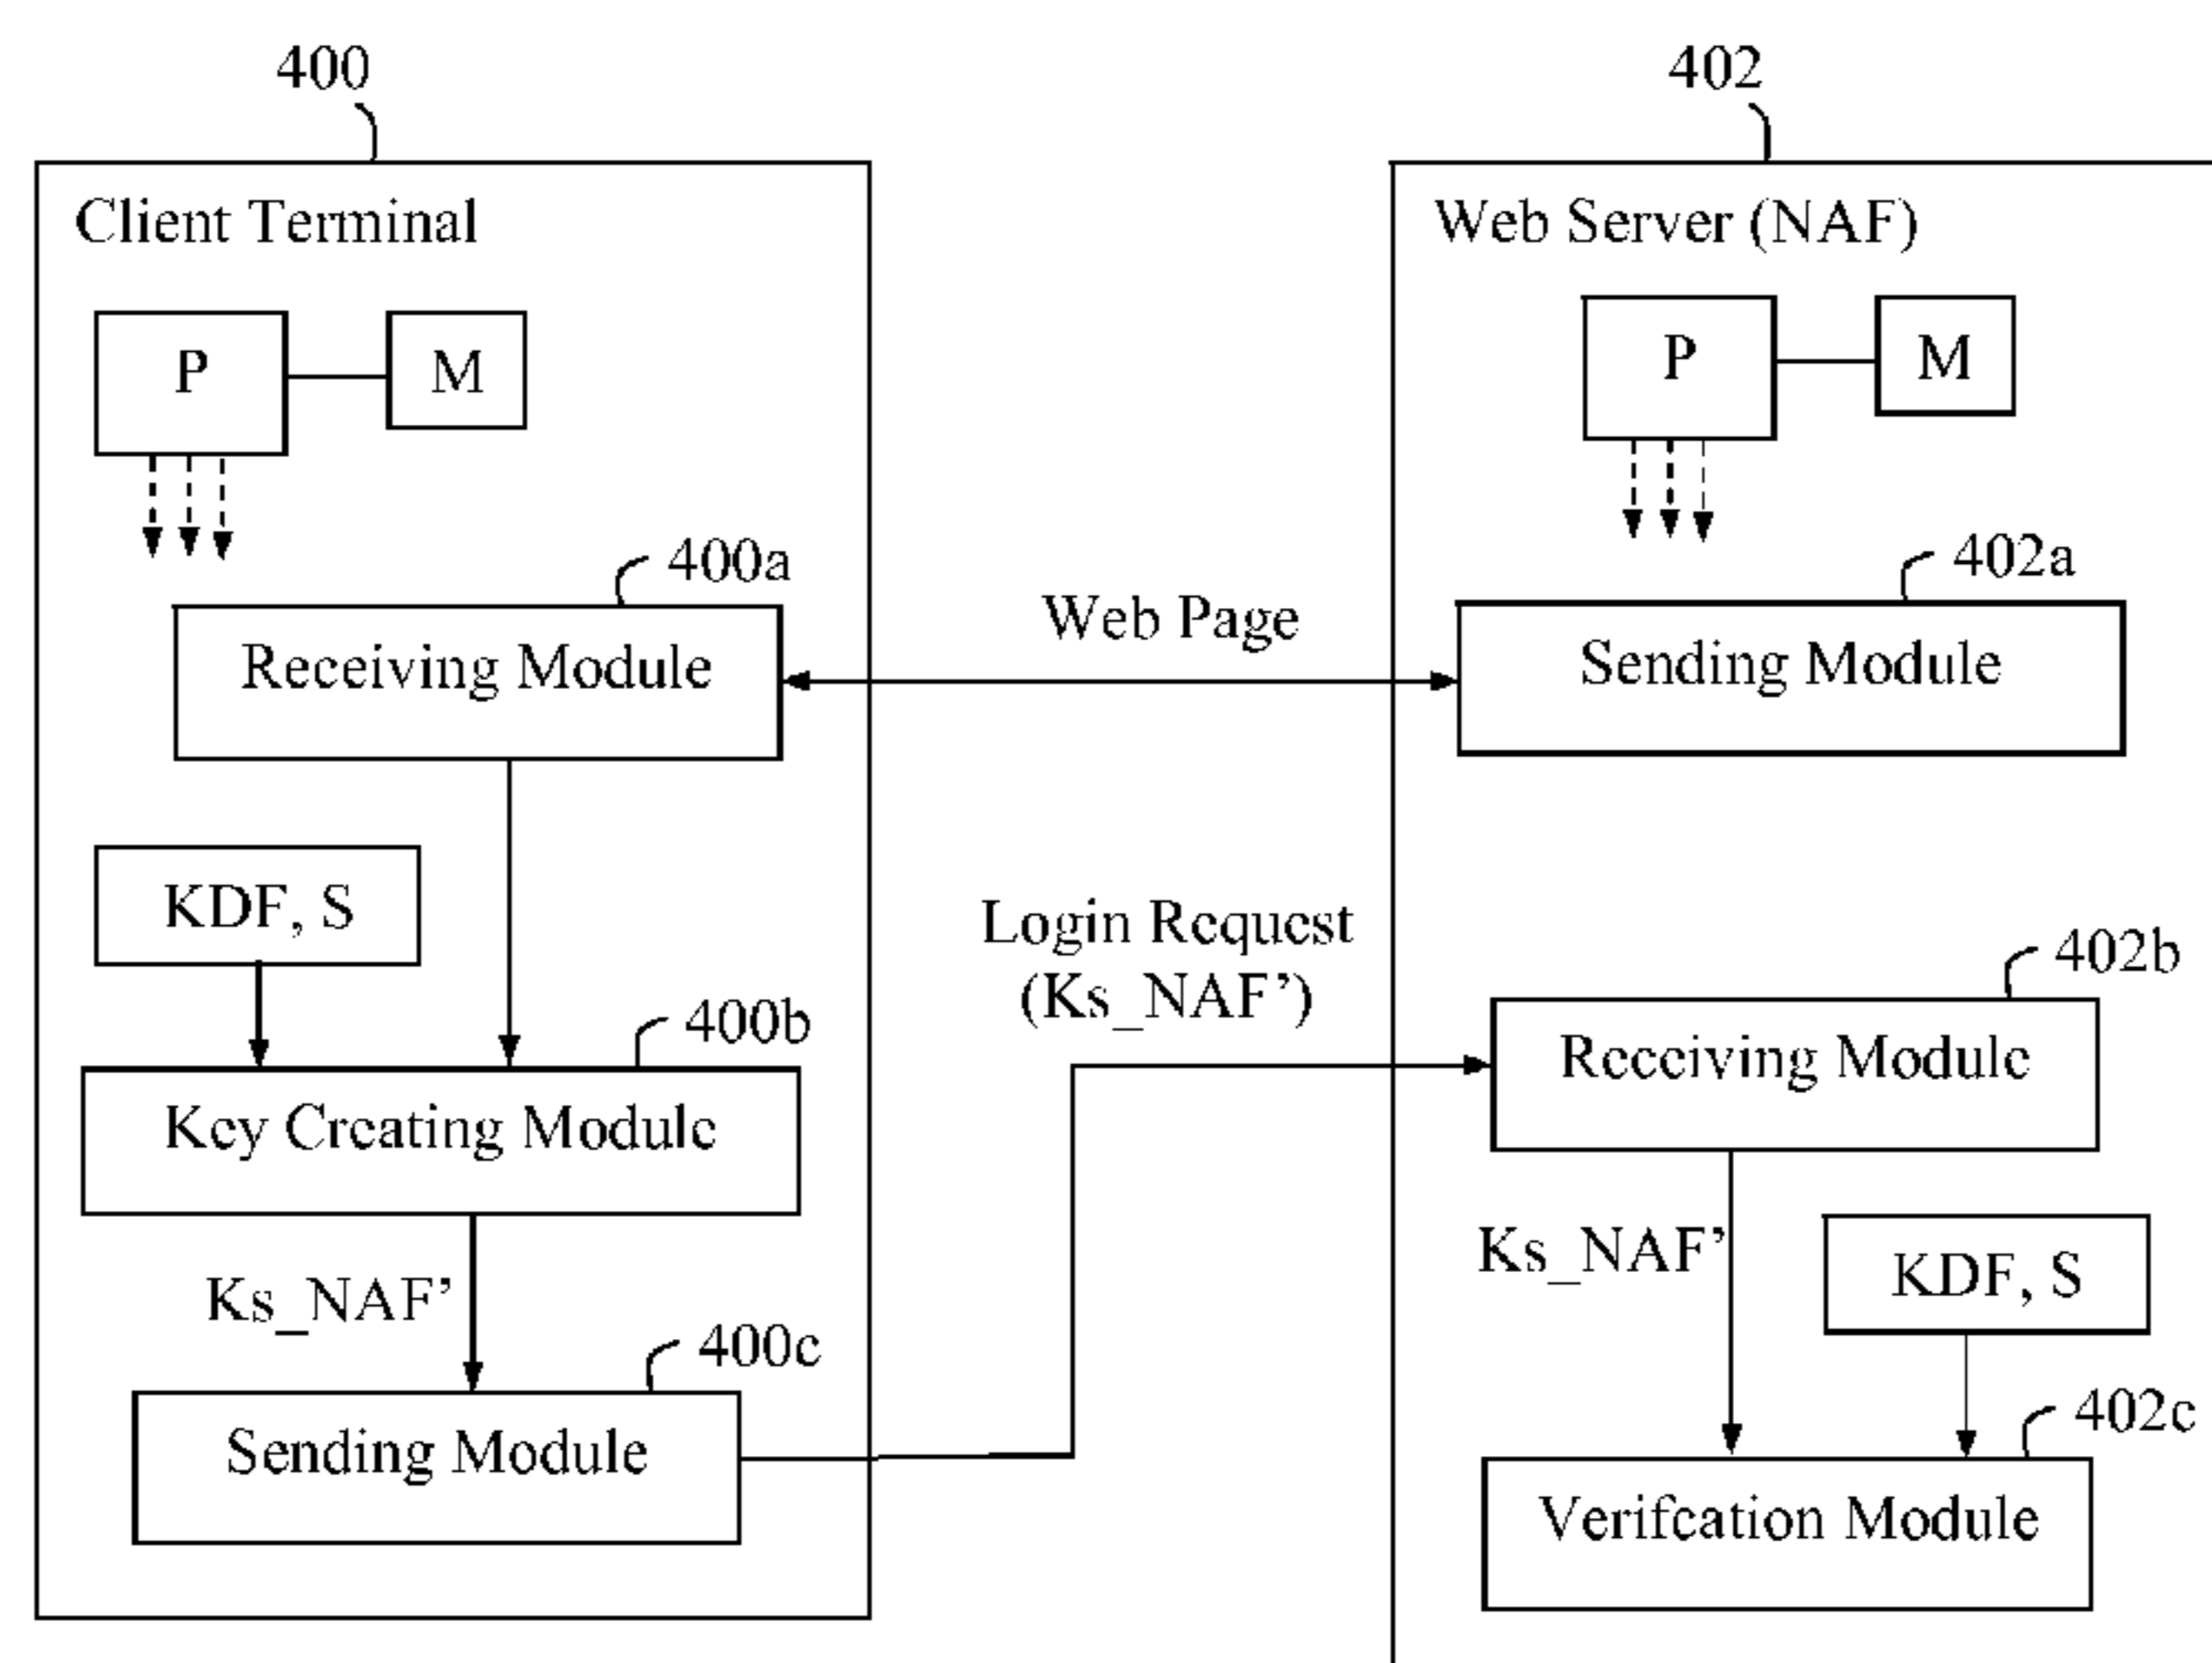 400
Client Terminal
P
M
400a
Receiving Module
KDF, S
400b
Key Creating Module
Ks_NAF’
400c
Sending Module
Web Page
Login Request
(Ks_NAF’)
402
Web Server (NAF)
P
M
402a
Sending Module
402b
Receiving Module
Ks_NAF’
KDF, S
402c
Verifcation Module